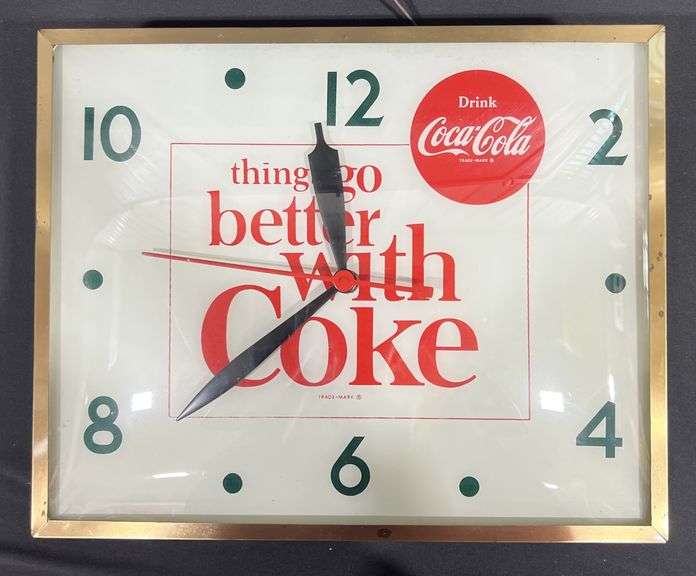 12
10
2
Drink
Coca-Cola
TRADE-MARK ®
things go
better
with
Coke
TRADE-MARK ®
8
4
6